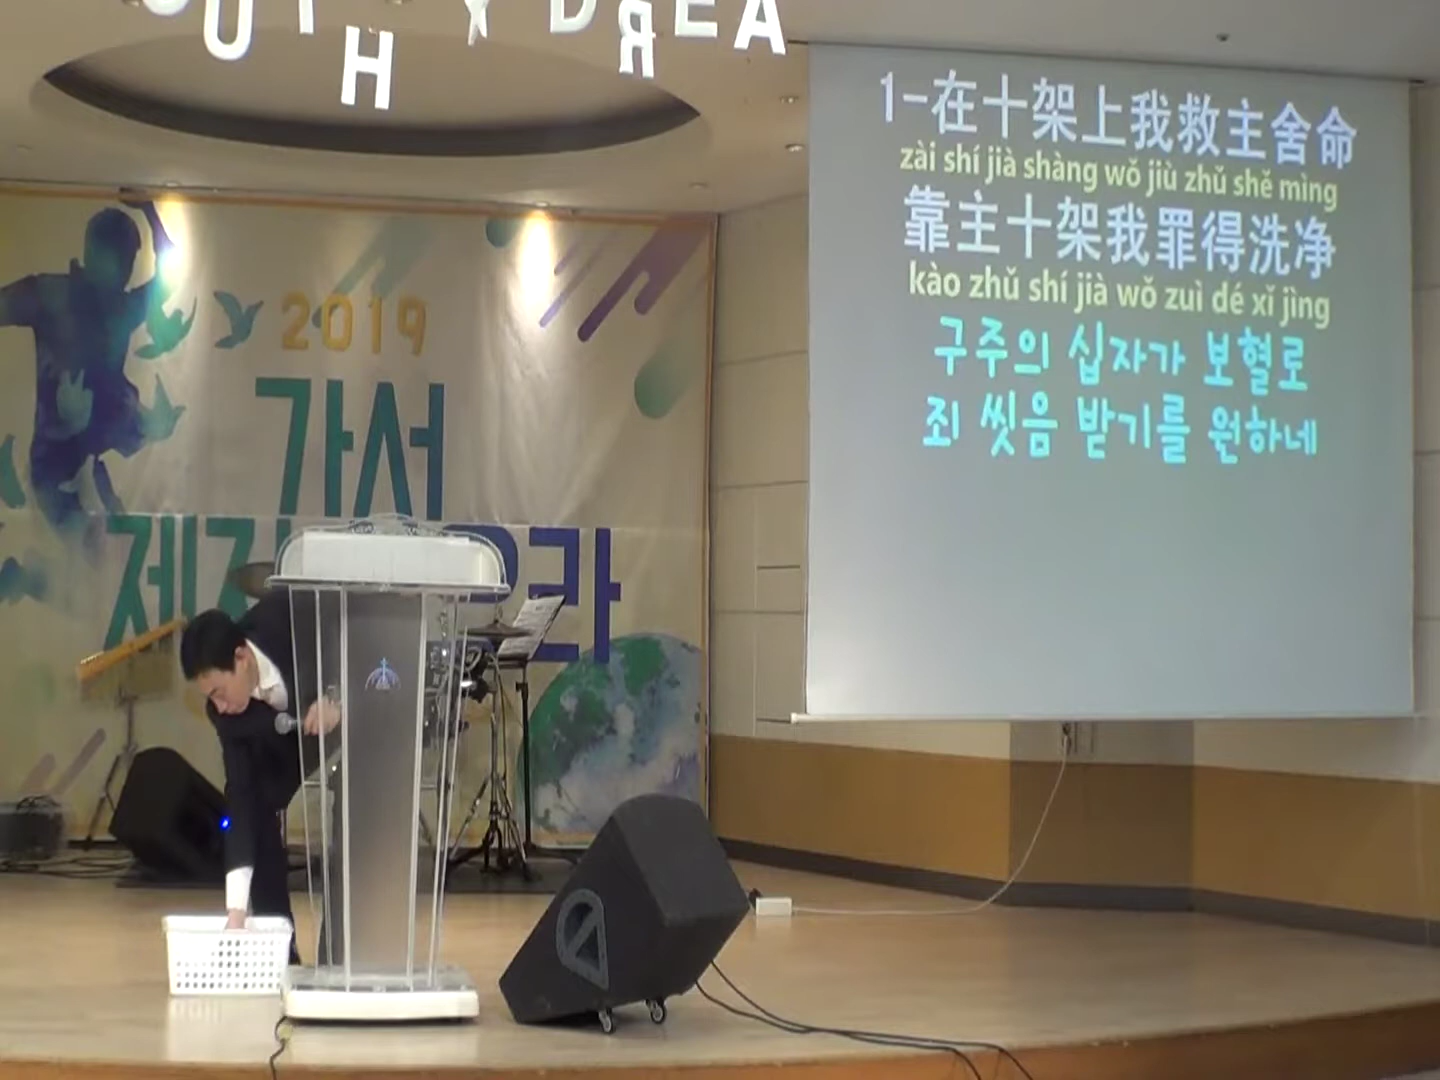 DREA
H
1-在十架上我救主舍命
zài shí jià shàng wǒ jiù zhǔ shě mìng
靠主十架我罪得洗净
kào zhǔ shí jià wǒ zuì dé xǐ jìng
구주의 십자가 보혈로
죄 씻음 받기를 원하네
2019
가서
제 라